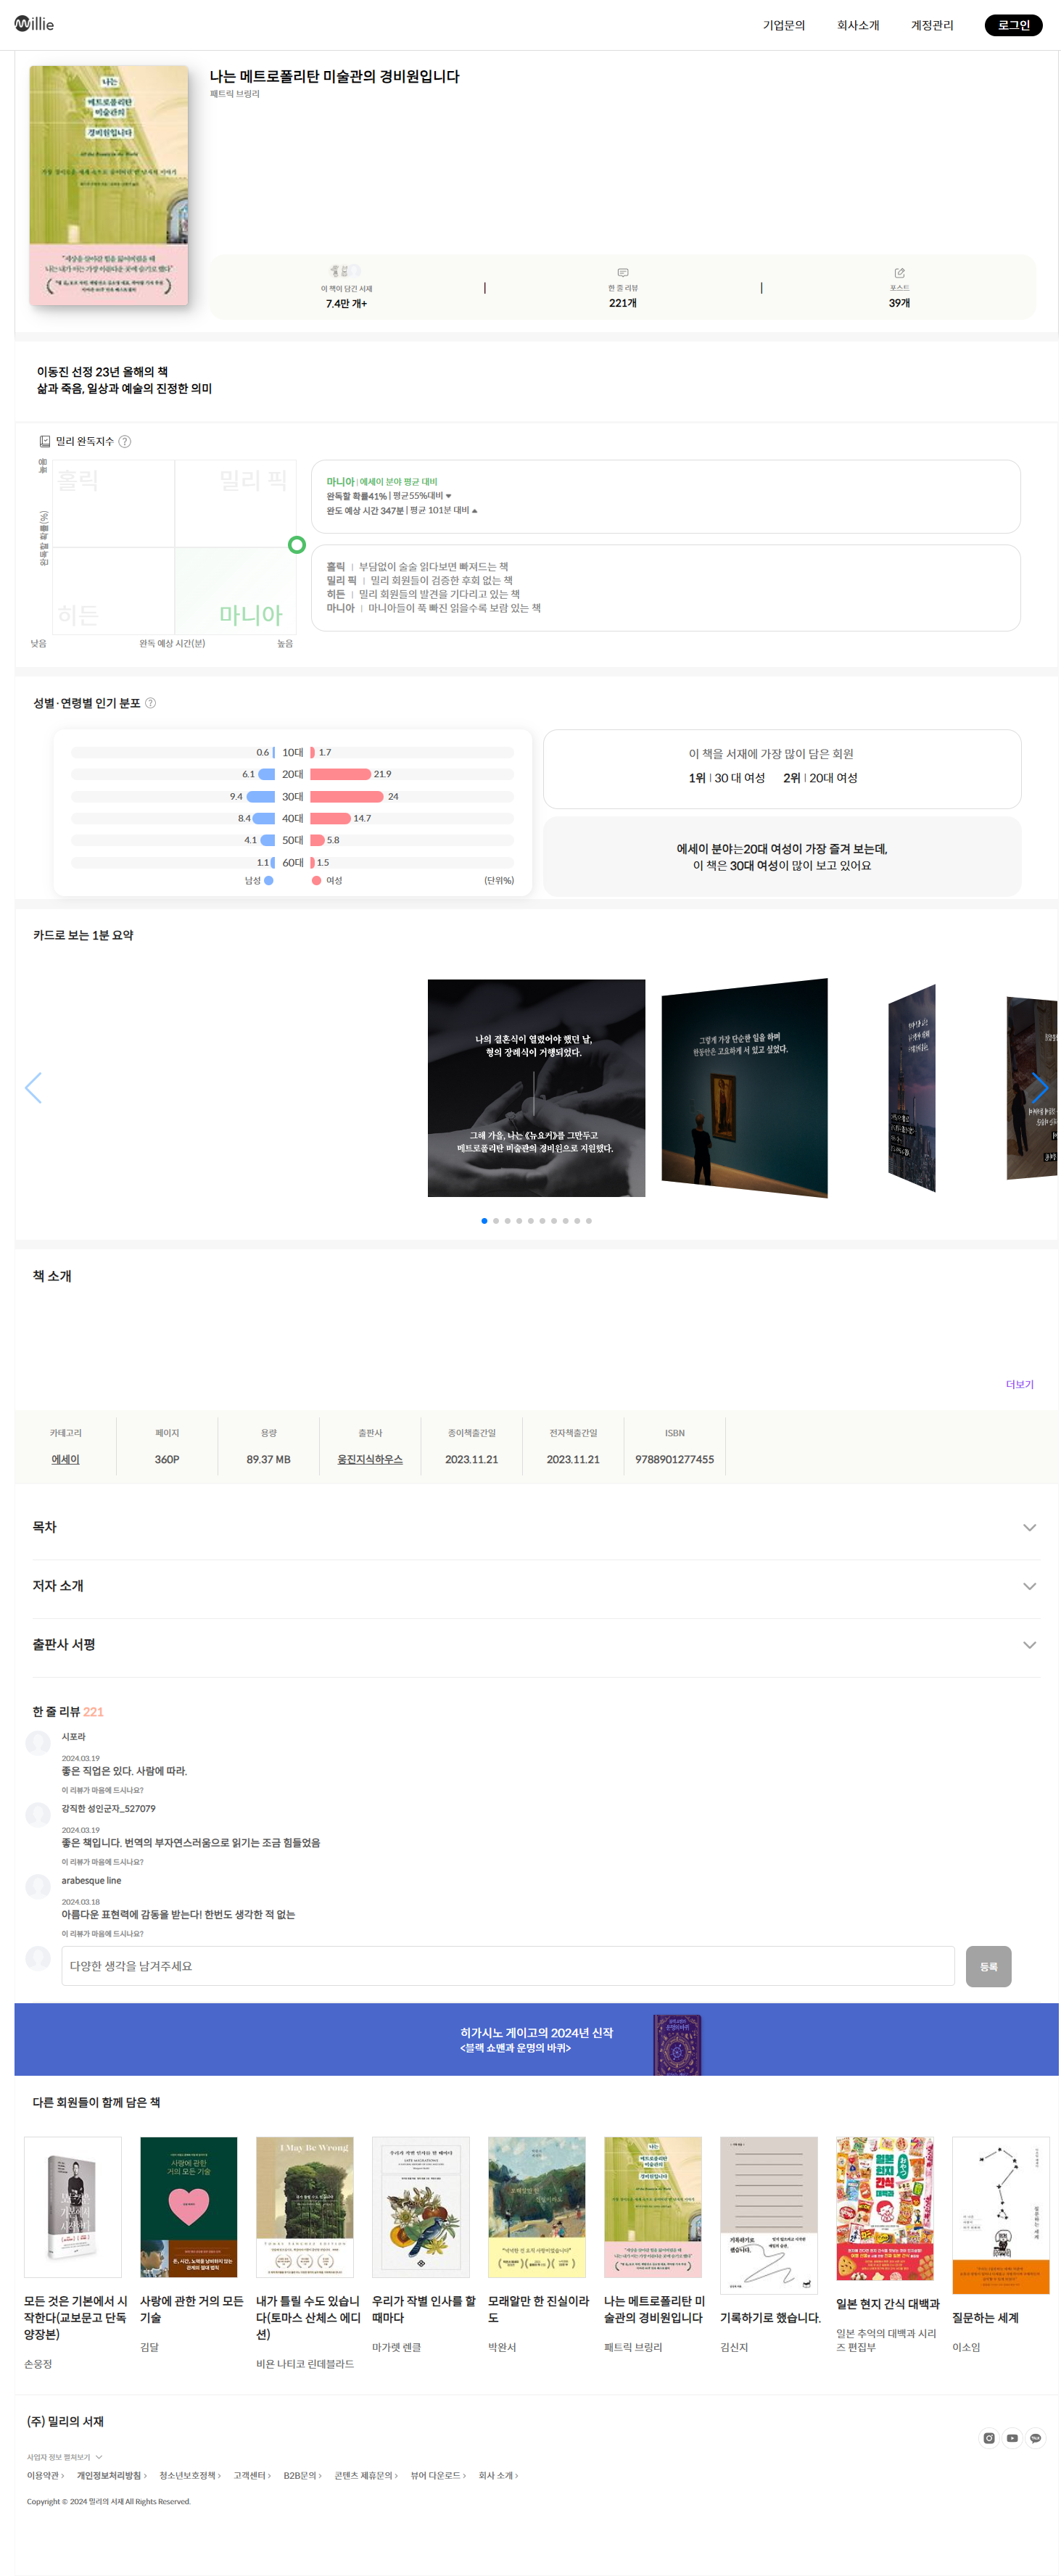 millie
기업문의
회사소개
계정관리
로그인
나는
메트로폴리탄
미술관의
경비원입니다
All the Beauty in the World
나는 메트로폴리탄 미술관의 경비원입니다
패트릭 브링리
이 책이 담긴 서재
7.4만 개+
한 줄 리뷰
221개
포스트
39개
이동진 선정 23년 올해의 책
삶과 죽음, 일상과 예술의 진정한 의미
밀리 완독지수 ?
높음
완독할 확률(%)
홀릭
밀리 픽
히든
마니아
낮음
완독 예상 시간(분)
높음
마니아 | 에세이 분야 평균 대비
완독할 확률41% | 평균55%대비 ▼
완도 예상 시간 347분 | 평균 101분 대비 ▲
홀릭 | 부담없이 술술 읽다보면 빠져드는 책
밀리 픽 | 밀리 회원들이 검증한 후회 없는 책
히든 | 밀리 회원들의 발견을 기다리고 있는 책
마니아 | 마니아들이 푹 빠진 읽을수록 보람 있는 책
성별·연령별 인기 분포 ?
0.6 10대 1.7
6.1 20대 21.9
9.4 30대 24
8.4 40대 14.7
4.1 50대 5.8
1.1 60대 1.5
남성
여성
(단위%)
이 책을 서재에 가장 많이 담은 회원
1위 | 30 대 여성 2위 | 20대 여성
에세이 분야는20대 여성이 가장 즐겨 보는데,
이 책은 30대 여성이 많이 보고 있어요
카드로 보는 1분 요약
나의 결혼식이 열렸어야 했던 날,
형의 장례식이 거행되었다.
그해 가을, 나는 《뉴요커》를 그만두고
메트로폴리탄 미술관의 경비원으로 지원했다.
그렇게 가장 단순한 일을 하며
한동안은 고요하게 서 있고 싶었다.
책 소개
더보기
카테고리
에세이
페이지
360P
용량
89.37 MB
출판사
웅진지식하우스
종이책출간일
2023.11.21
전자책출간일
2023.11.21
ISBN
9788901277455
목차
저자 소개
출판사 서평
한 줄 리뷰 221
시포라
2024.03.19
좋은 직업은 있다. 사람에 따라.
이 리뷰가 마음에 드시나요?
강직한 성인군자_527079
2024.03.19
좋은 책입니다. 번역의 부자연스러움으로 읽기는 조금 힘들었음
이 리뷰가 마음에 드시나요?
arabesque line
2024.03.18
아름다운 표현력에 감동을 받는다! 한번도 생각한 적 없는
이 리뷰가 마음에 드시나요?
다양한 생각을 남겨주세요
등록
히가시노 게이고의 2024년 신작
<블랙 쇼맨과 운명의 바퀴>
다른 회원들이 함께 담은 책
사랑에 관한
거의 모든 기술
I May Be Wrong
모든 것은 기본에서 시
작한다(교보문고 단독
양장본)
손웅정
사랑에 관한 거의 모든
기술
김달
내가 틀릴 수도 있습니
다(토마스 산체스 에디
션)
비욘 나티코 린데블라드
우리가 작별 인사를 할
때마다
마가렛 렌클
모래알만 한 진실이라
도
박완서
나는 메트로폴리탄 미
술관의 경비원입니다
패트릭 브링리
기록하기로 했습니다.
김신지
일본 현지 간식 대백과
일본 추억의 대백과 시리
즈 편집부
질문하는 세계
이소임
(주) 밀리의 서재
사업자 정보 펼쳐보기
이용약관 > 개인정보처리방침 > 청소년보호정책 > 고객센터 > B2B문의 > 콘텐츠 제휴문의 > 뷰어 다운로드 > 회사 소개 >
Copyright © 2024 밀리의 서재 All Rights Reserved.